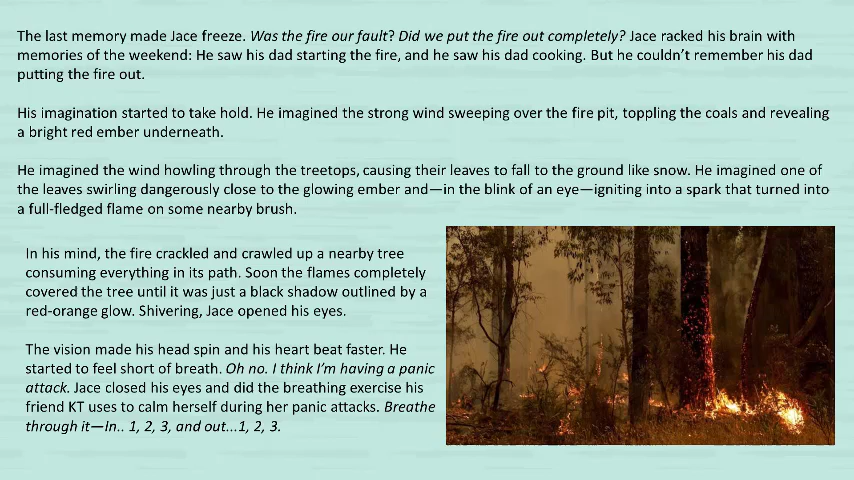 The last memory made Jace freeze. Was the fire our fault? Did we put the fire out completely? Jace racked his brain with
memories of the weekend: He saw his dad starting the fire, and he saw his dad cooking. But he couldn’t remember his dad
putting the fire out.
His imagination started to take hold. He imagined the strong wind sweeping over the fire pit, toppling the coals and revealing
a bright red ember underneath.
He imagined the wind howling through the treetops, causing their leaves to fall to the ground like snow. He imagined one of
the leaves swirling dangerously close to the glowing ember and—in the blink of an eye—igniting into a spark that turned into
a full-fledged flame on some nearby brush.
In his mind, the fire crackled and crawled up a nearby tree
consuming everything in its path. Soon the flames completely
covered the tree until it was just a black shadow outlined by a
red-orange glow. Shivering, Jace opened his eyes.
The vision made his head spin and his heart beat faster. He
started to feel short of breath. Oh no. I think I’m having a panic
attack. Jace closed his eyes and did the breathing exercise his
friend KT uses to calm herself during her panic attacks. Breathe
through it—In.. 1, 2, 3, and out...1, 2, 3.